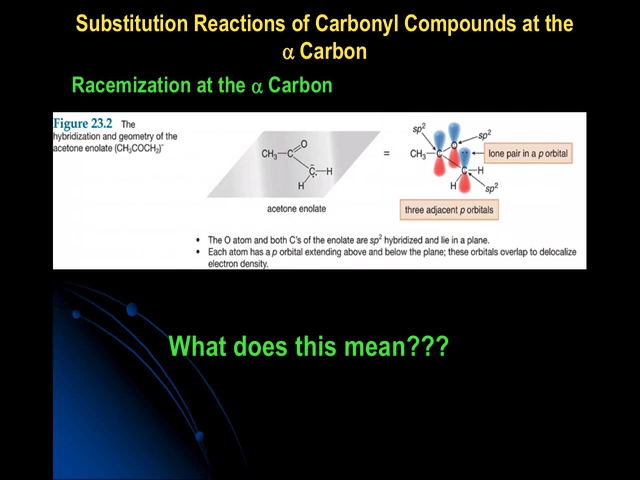 Substitution Reactions of Carbonyl Compounds at the
α Carbon
Racemization at the α Carbon
Figure 23.2 The
hybridization and geometry of the
acetone enolate (CH₃COCH₂)⁻
O
CH₃—C
C̈—H
H
acetone enolate
=
sp²
sp²
O
CH₃—C
lone pair in a p orbital
C—H
H
sp²
three adjacent p orbitals
• The O atom and both C's of the enolate are sp² hybridized and lie in a plane.
• Each atom has a p orbital extending above and below the plane; these orbitals overlap to delocalize
electron density.
What does this mean???